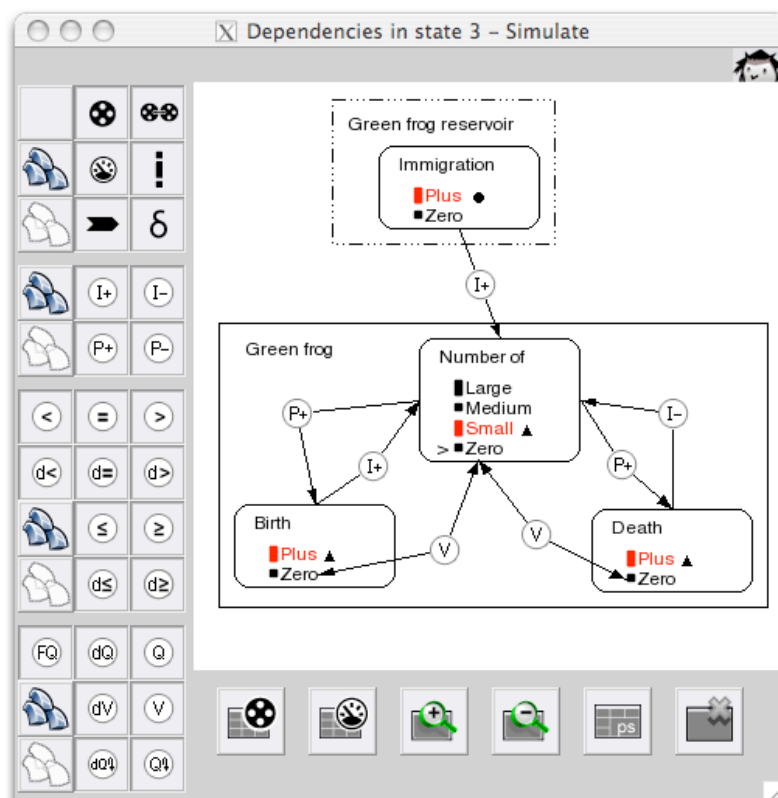 Dependencies in state 3 – Simulate
δ
I+ I-
P+ P-
< = >
d< d= d>
≤ ≥
d≤ d≥
FQ dQ Q
dV V
Green frog reservoir
Immigration
Plus
Zero
I+
Green frog
Number of
Large
Medium
Small
> Zero
P+
I+
I-
P+
Birth
Plus
Zero
V
V
Death
Plus
Zero
ps